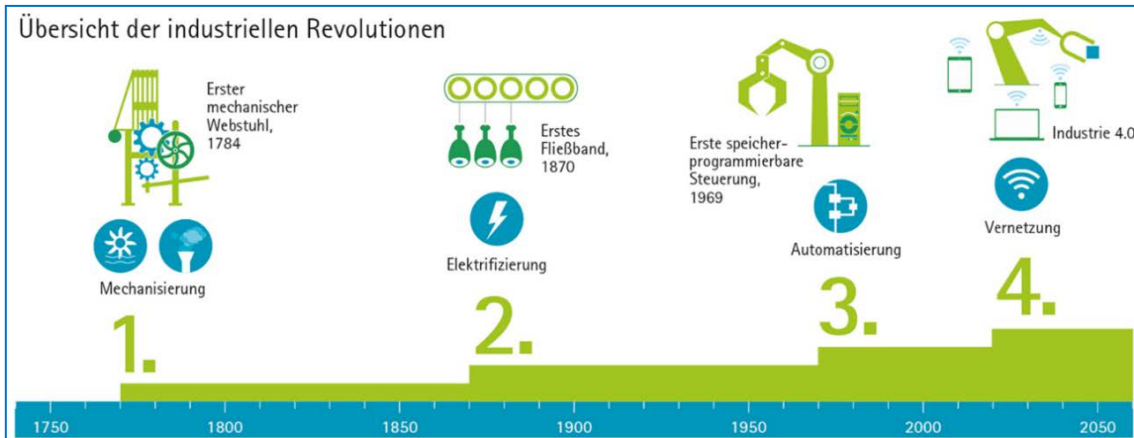 Übersicht der industriellen Revolutionen
Erster
mechanischer
Webstuhl,
1784
Mechanisierung
1.
Erstes
Fließband,
1870
Elektrifizierung
2.
Erste speicher-
programmierbare
Steuerung,
1969
Automatisierung
3.
Industrie 4.0
Vernetzung
4.
1750 1800 1850 1900 1950 2000 2050